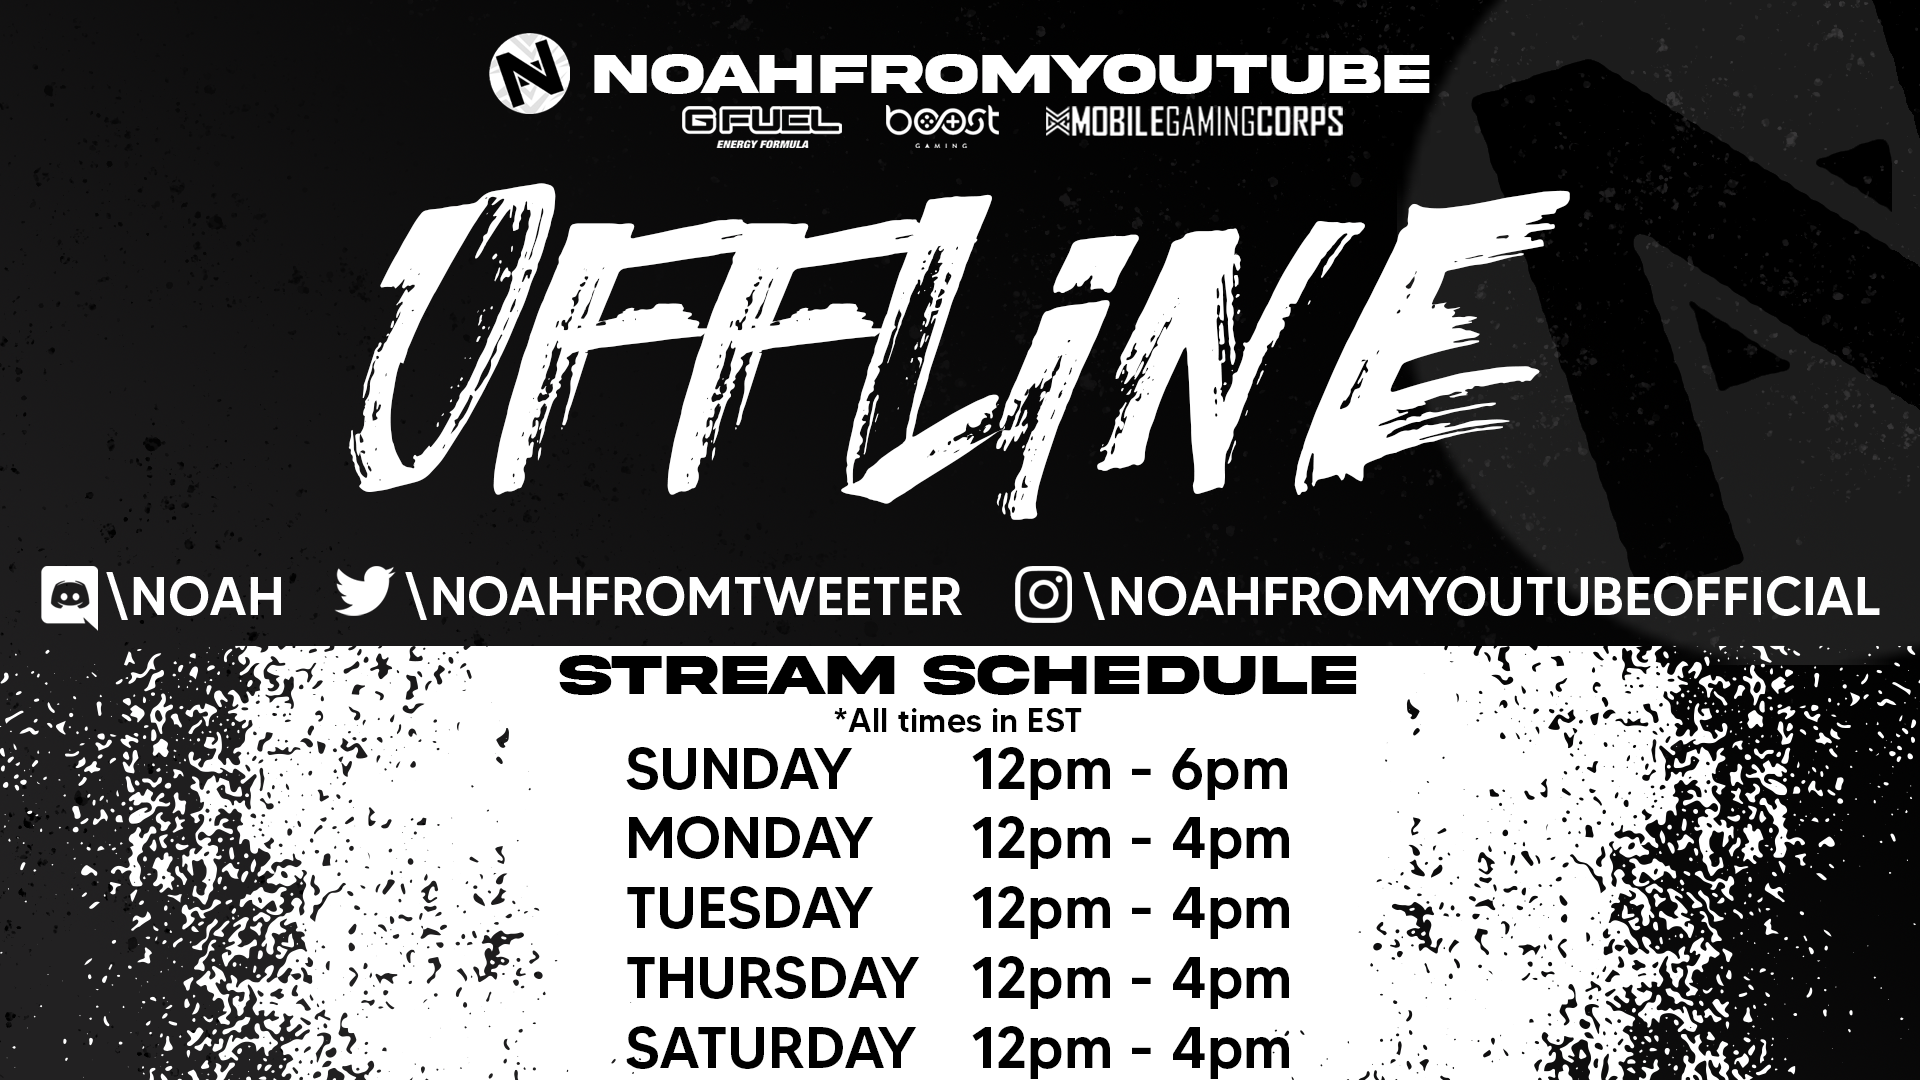 N NOAHFROMYOUTUBE
G FUEL boost MOBILEGAMINGCORPS
ENERGY FORMULA GAMING
OFFLiNE
\NOAH \NOAHFROMTWEETER \NOAHFROMYOUTUBEOFFICIAL
STREAM SCHEDULE
*All times in EST
SUNDAY 12pm - 6pm
MONDAY 12pm - 4pm
TUESDAY 12pm - 4pm
THURSDAY 12pm - 4pm
SATURDAY 12pm - 4pm